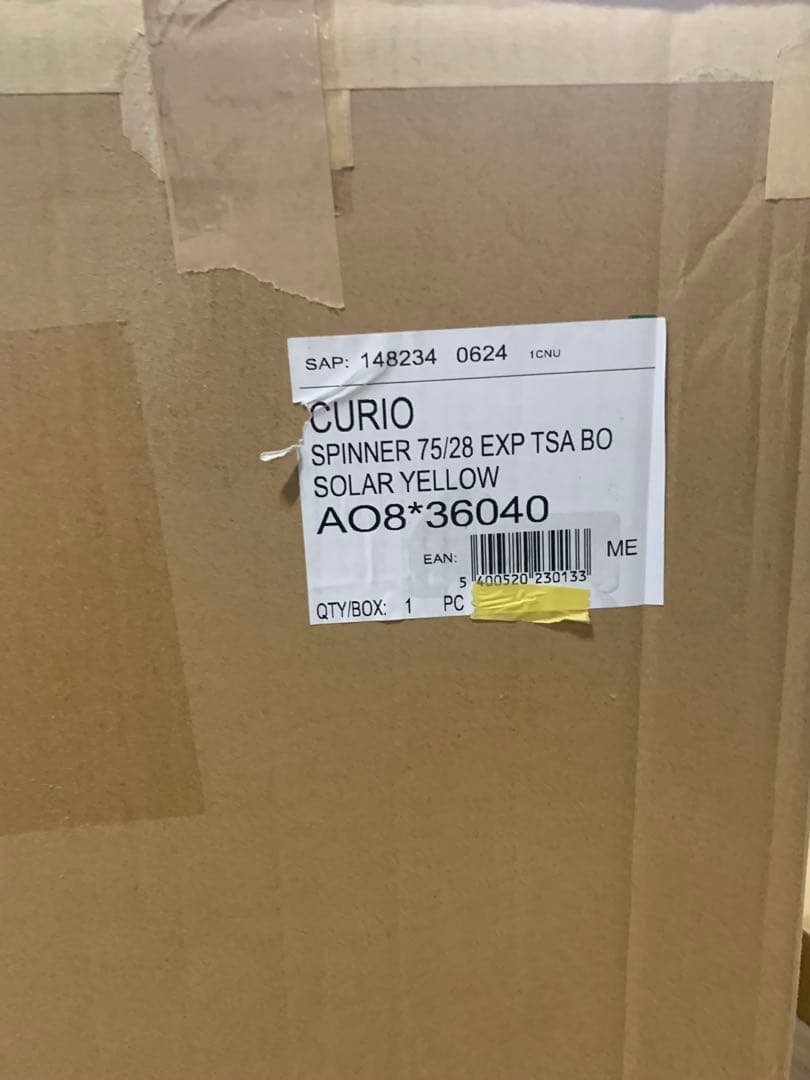 SAP: 148234 0624 1CNU
CURIO
SPINNER 75/28 EXP TSA BO
SOLAR YELLOW
AO8*36040
EAN:
ME
5 400520 230133
QTY/BOX: 1 PC